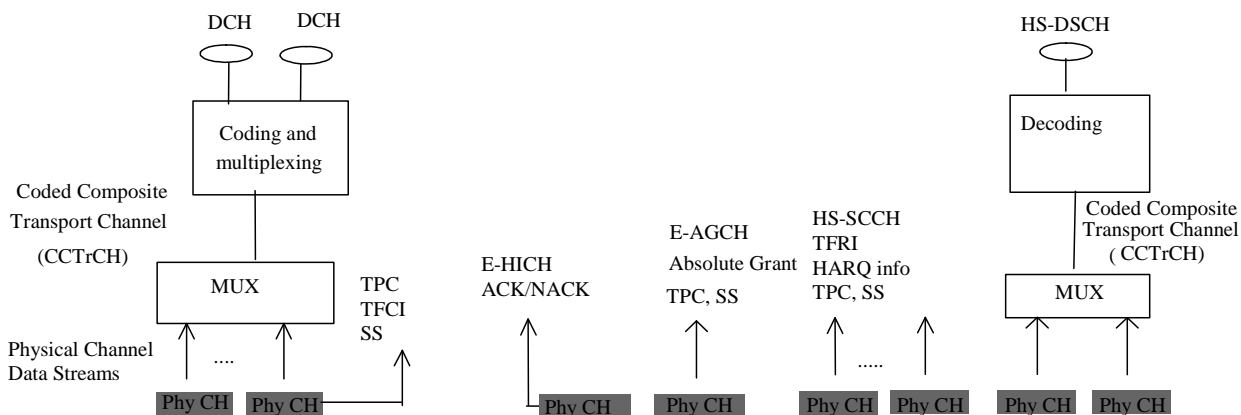 DCH
DCH
HS-DSCH
Coding and
multiplexing
Decoding
Coded Composite
Transport Channel
(CCTrCH)
Coded Composite
Transport Channel
( CCTrCH)
MUX
TPC
TFCI
SS
E-HICH
ACK/NACK
E-AGCH
Absolute Grant
TPC, SS
HS-SCCH
TFRI
HARQ info
TPC, SS
MUX
Physical Channel
Data Streams
....
.....
Phy CH
Phy CH
Phy CH
Phy CH
Phy CH
Phy CH
Phy CH
Phy CH